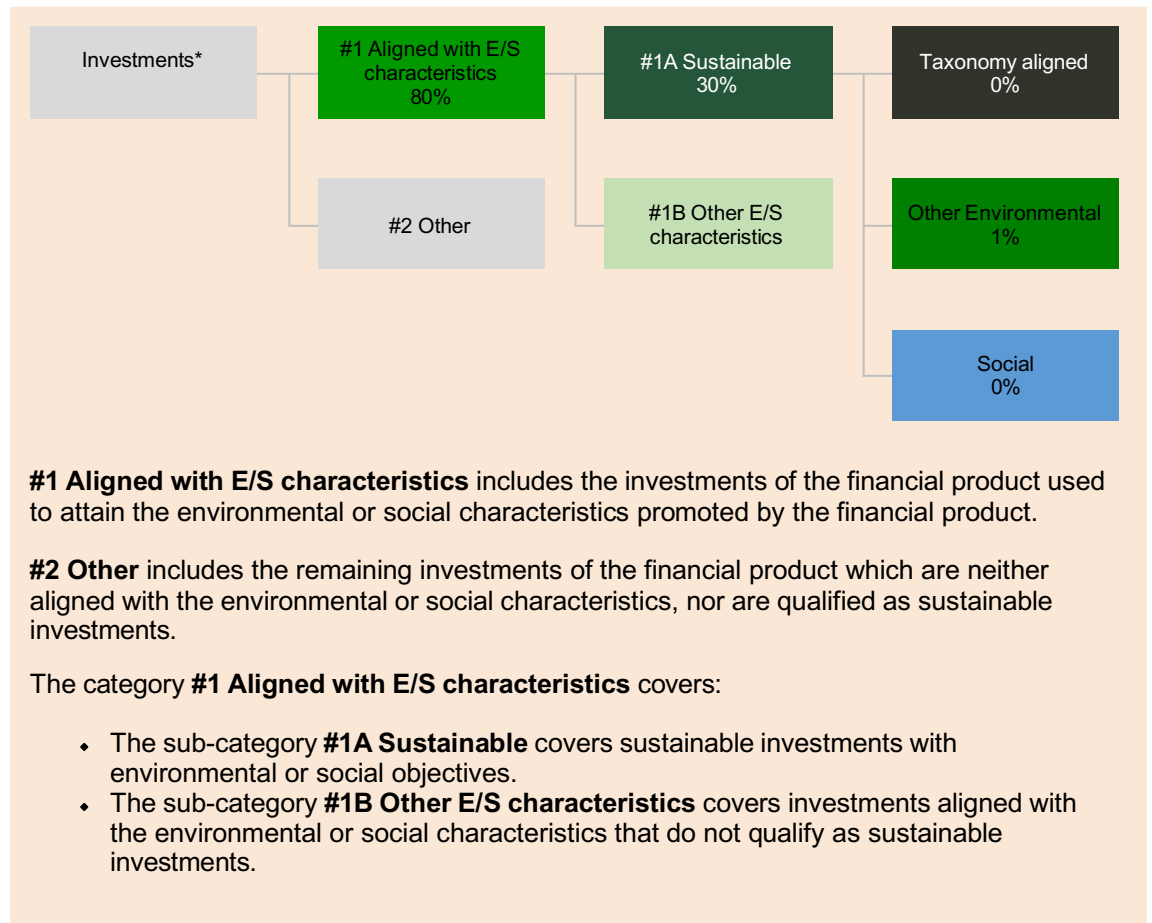 Investments*
#1 Aligned with E/S
characteristics
80%
#1A Sustainable
30%
Taxonomy aligned
0%
#2 Other
#1B Other E/S
characteristics
Other Environmental
1%
Social
0%
#1 Aligned with E/S characteristics includes the investments of the financial product used
to attain the environmental or social characteristics promoted by the financial product.
#2 Other includes the remaining investments of the financial product which are neither
aligned with the environmental or social characteristics, nor are qualified as sustainable
investments.
The category #1 Aligned with E/S characteristics covers:
• The sub-category #1A Sustainable covers sustainable investments with
environmental or social objectives.
• The sub-category #1B Other E/S characteristics covers investments aligned with
the environmental or social characteristics that do not qualify as sustainable
investments.